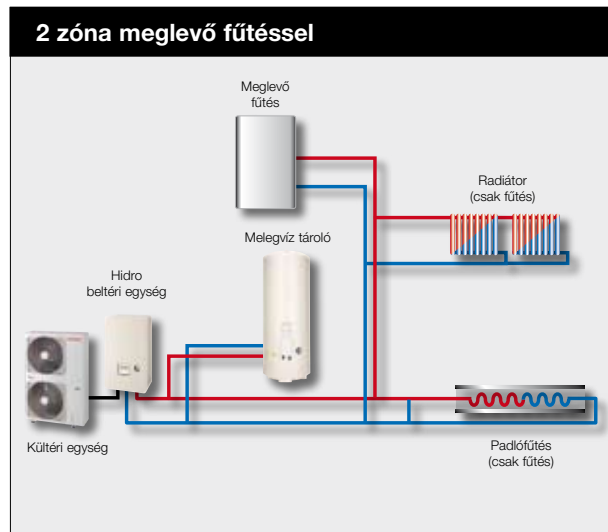 2 zóna meglevő fűtéssel
Meglevő
fűtés
Radiátor
(csak fűtés)
Melegvíz tároló
Hidro
beltéri egység
Kültéri egység
Padlófűtés
(csak fűtés)